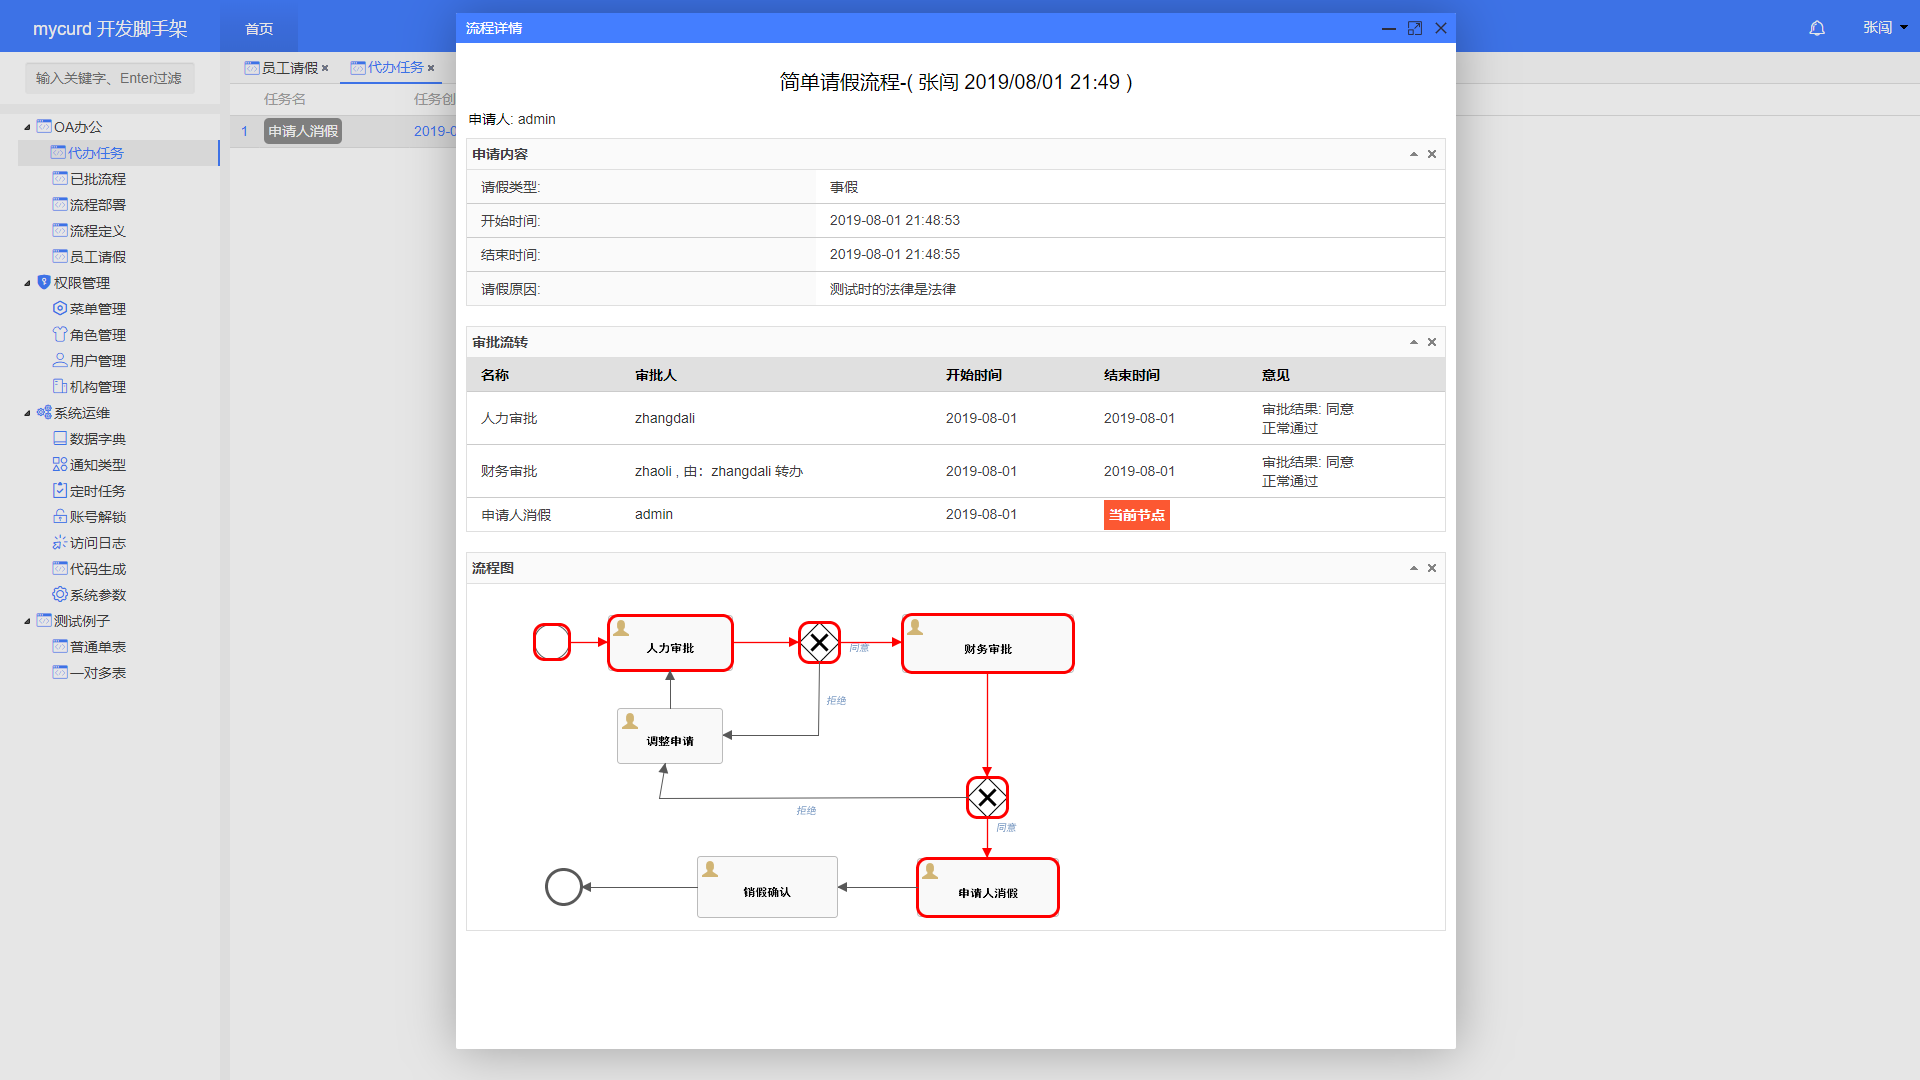 mycurd 开发脚手架
首页
张闯
输入关键字、Enter过滤
OA办公
代办任务
已批流程
流程部署
流程定义
员工请假
权限管理
菜单管理
角色管理
用户管理
机构管理
系统运维
数据字典
通知类型
定时任务
账号解锁
访问日志
代码生成
系统参数
测试例子
普通单表
一对多表
员工请假
代办任务
任务名 任务创
1 申请人消假 2019-0
流程详情
简单请假流程-( 张闯 2019/08/01 21:49 )
申请人: admin
申请内容
请假类型: 事假
开始时间: 2019-08-01 21:48:53
结束时间: 2019-08-01 21:48:55
请假原因: 测试时的法律是法律
审批流转
名称 审批人 开始时间 结束时间 意见
人力审批 zhangdali 2019-08-01 2019-08-01 审批结果: 同意
正常通过
财务审批 zhaoli , 由：zhangdali 转办 2019-08-01 2019-08-01 审批结果: 同意
正常通过
申请人消假 admin 2019-08-01 当前节点
流程图
人力审批
同意
财务审批
拒绝
调整申请
拒绝
同意
销假确认
申请人消假